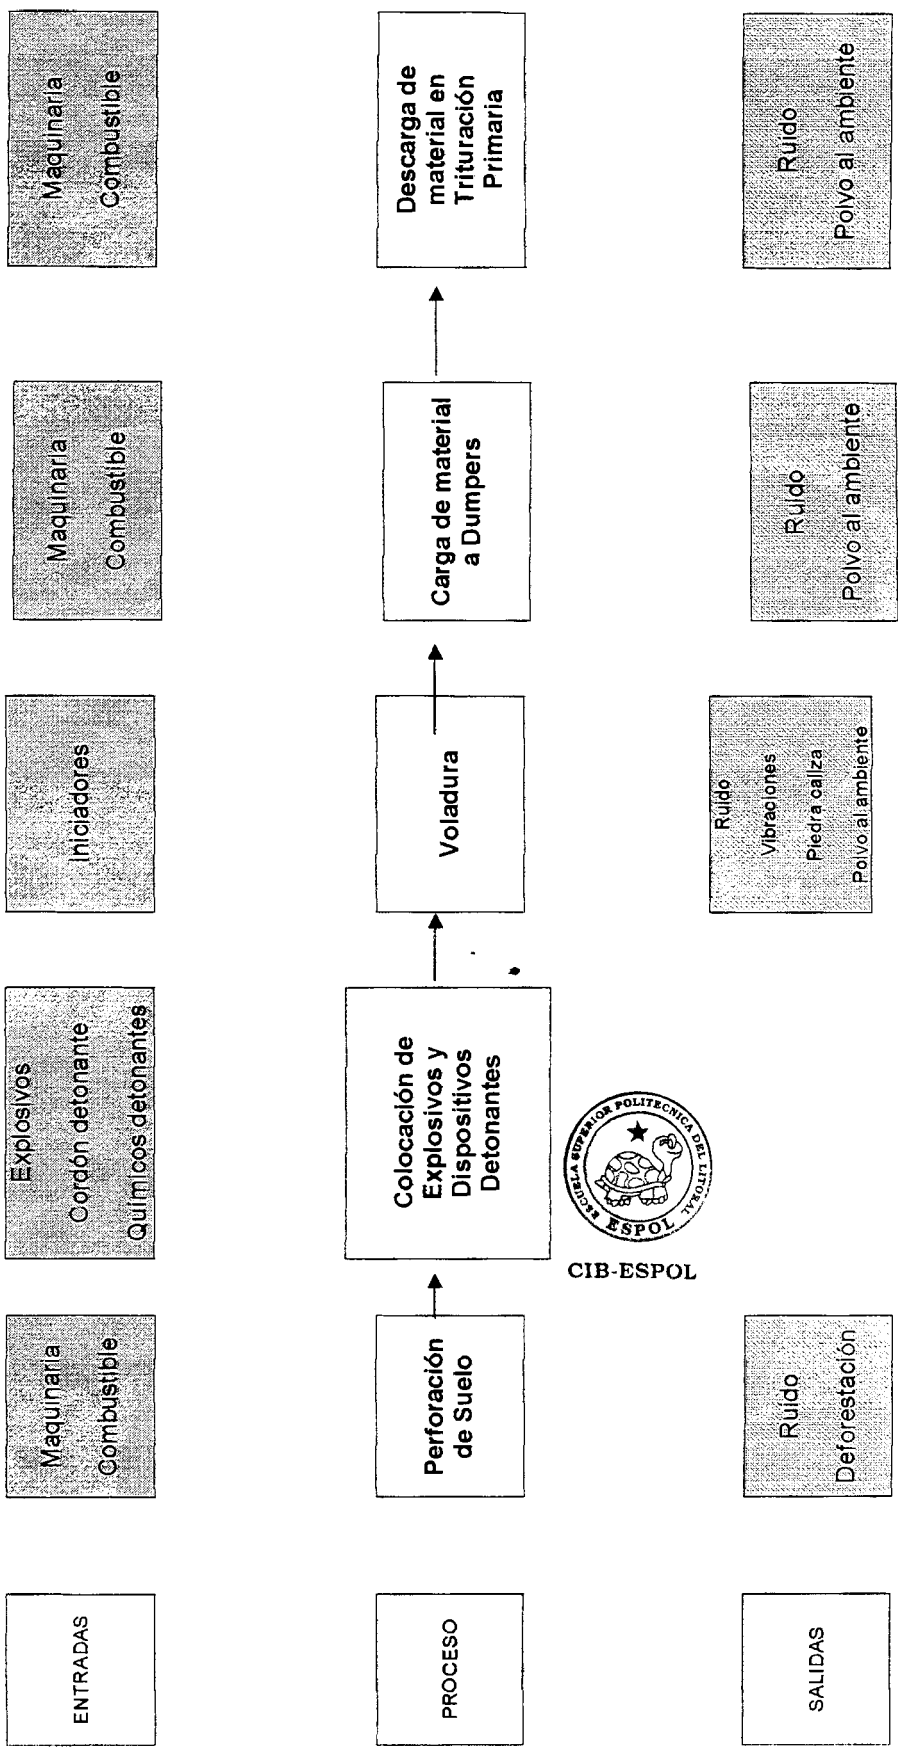 ENTRADAS
Maquinaria
Combustible
Explosivos
Cordón detonante
Químicos detonantes
Iniciadores
Maquinaria
Combustible
Maquinaria
Combustible
PROCESO
Perforación
de Suelo
Colocación de
Explosivos y
Dispositivos
Detonantes
Voladura
Carga de material
a Dumpers
Descarga de
material en
Trituración
Primaria
ESCUELA SUPERIOR POLITECNICA DEL LITORAL
ESPOL
CIB-ESPOL
SALIDAS
Ruido
Deforestación
Ruido
Vibraciones
Piedra caliza
Polvo al ambiente
Ruido
Polvo al ambiente
Ruido
Polvo al ambiente